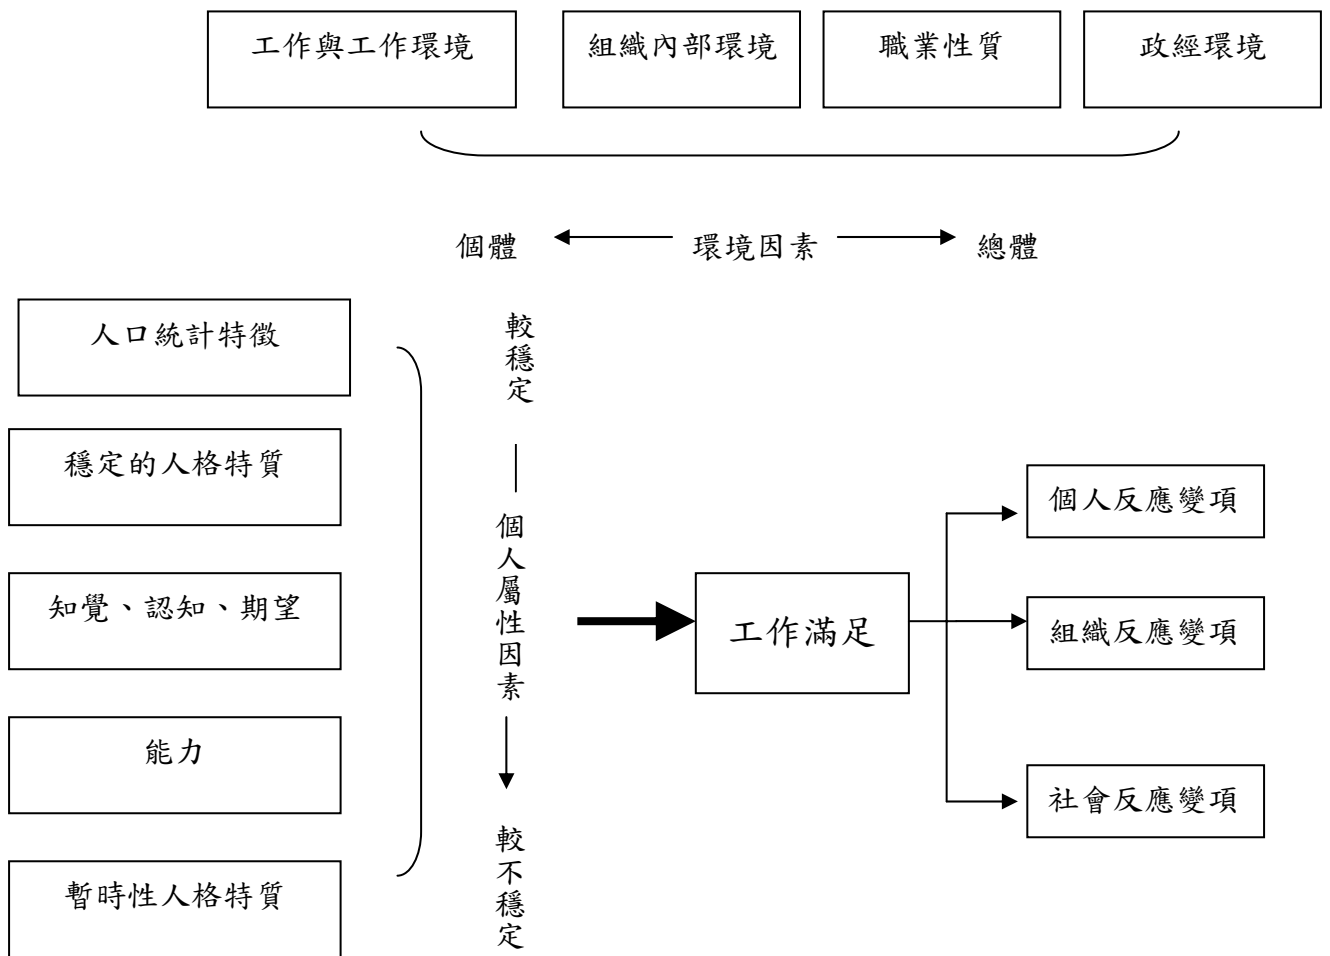 工作與工作環境
組織內部環境
職業性質
政經環境
個體
環境因素
總體
人口統計特徵
穩定的人格特質
知覺、認知、期望
能力
暫時性人格特質
較穩定
個人屬性因素
較不穩定
工作滿足
個人反應變項
組織反應變項
社會反應變項